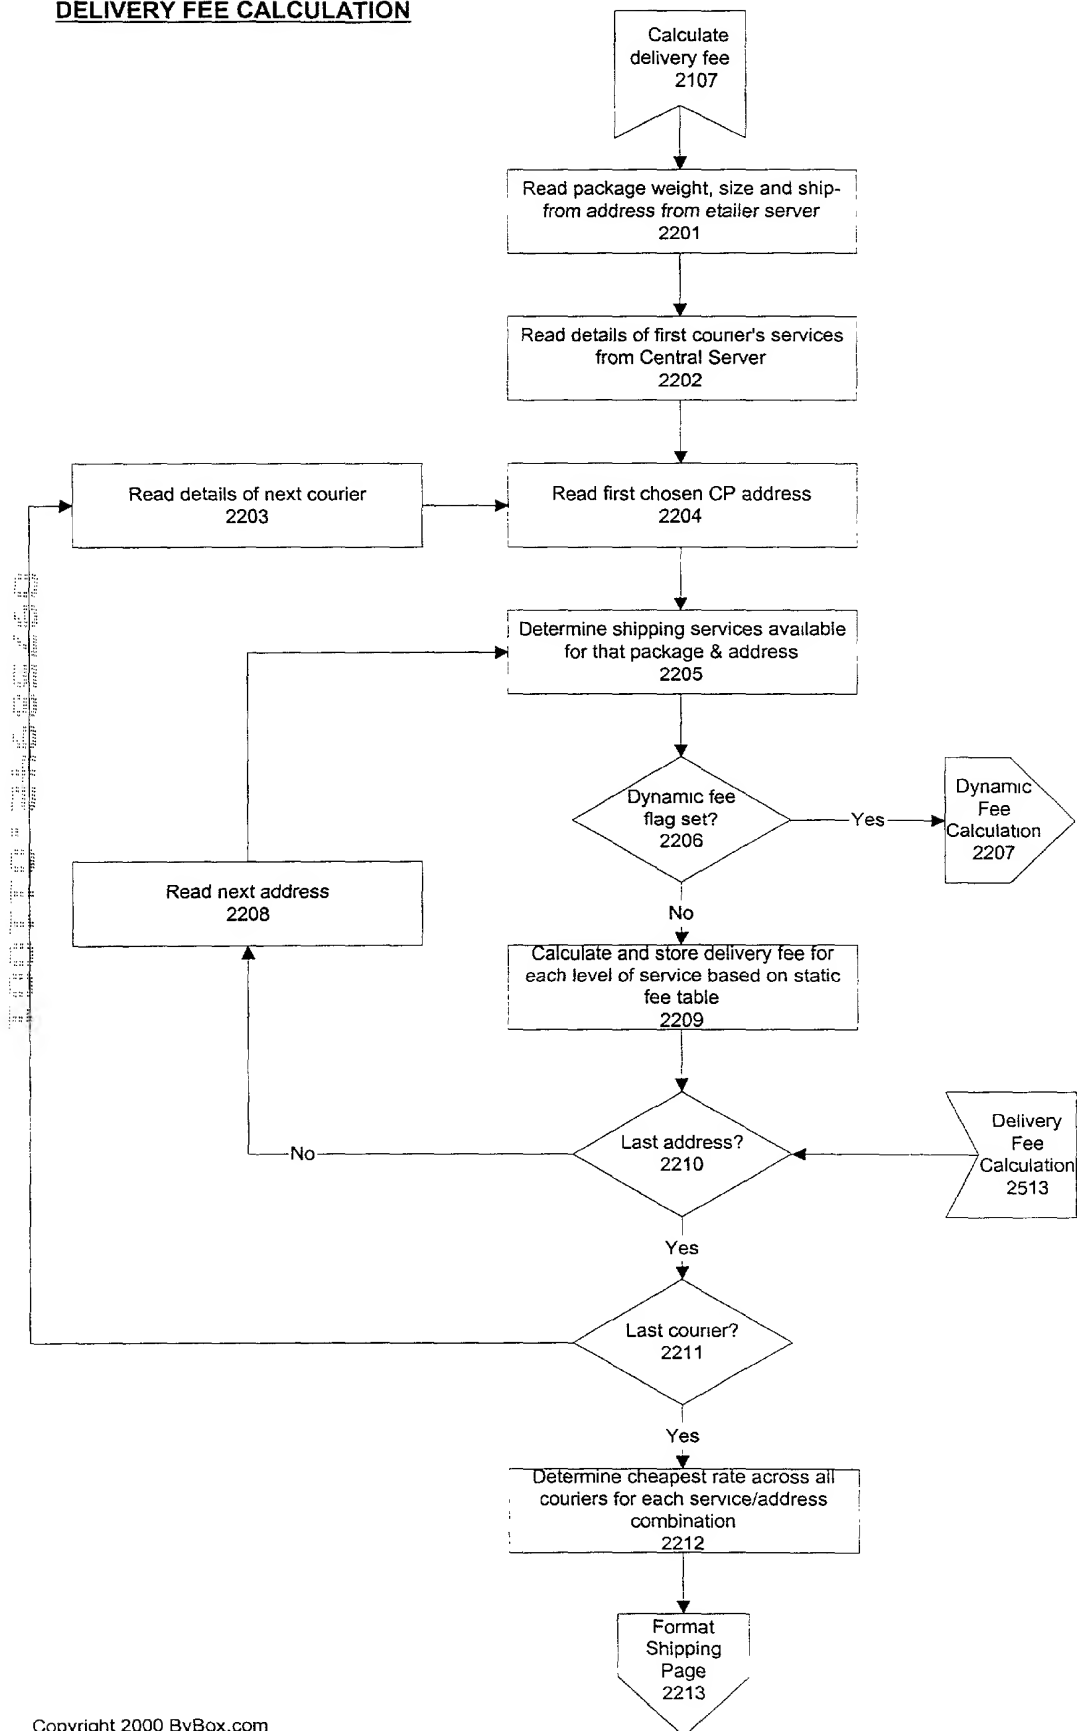 DELIVERY FEE CALCULATION
Calculate
delivery fee
2107
Read package weight, size and ship-
from address from etailer server
2201
Read details of first courier's services
from Central Server
2202
Read details of next courier
2203
Read first chosen CP address
2204
Determine shipping services available
for that package & address
2205
Dynamic fee
flag set?
2206
Yes
Dynamic
Fee
Calculation
2207
Read next address
2208
No
Calculate and store delivery fee for
each level of service based on static
fee table
2209
Last address?
2210
No
Delivery
Fee
Calculation
2513
Yes
Last courier?
2211
Yes
Determine cheapest rate across all
couriers for each service/address
combination
2212
Format
Shipping
Page
2213
Copyright 2000 ByBox.com